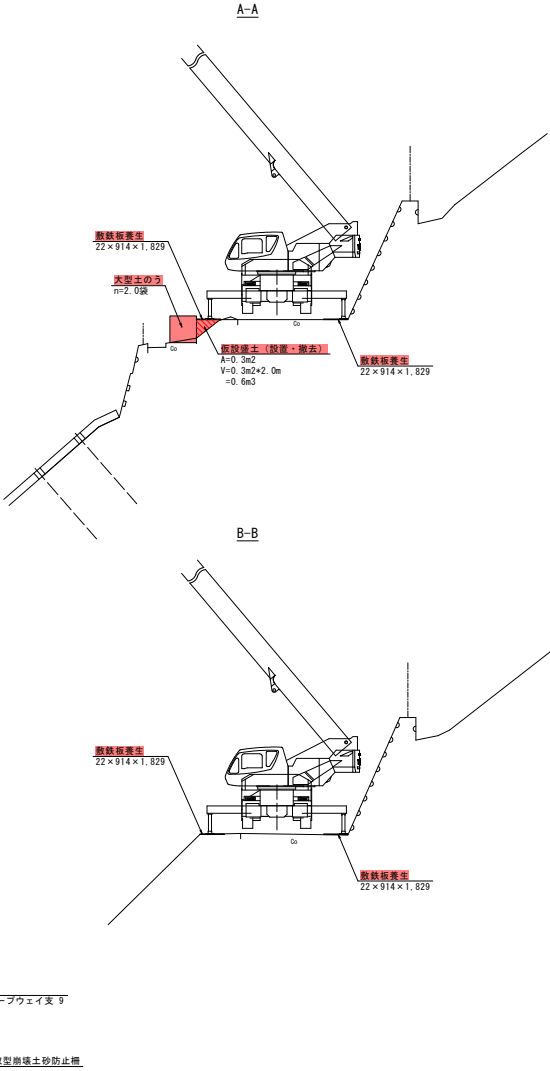 A-A
敷鉄板養生
22×914×1,829
大型土のう
n=2.0袋
仮設盛土（設置・撤去）
A=0.3m2
V=0.3m2*2.0m
=0.6m3
敷鉄板養生
22×914×1,829
Co
Co
B-B
敷鉄板養生
22×914×1,829
Co
敷鉄板養生
22×914×1,829
ープウェイ支 9
型崩壊土砂防止柵